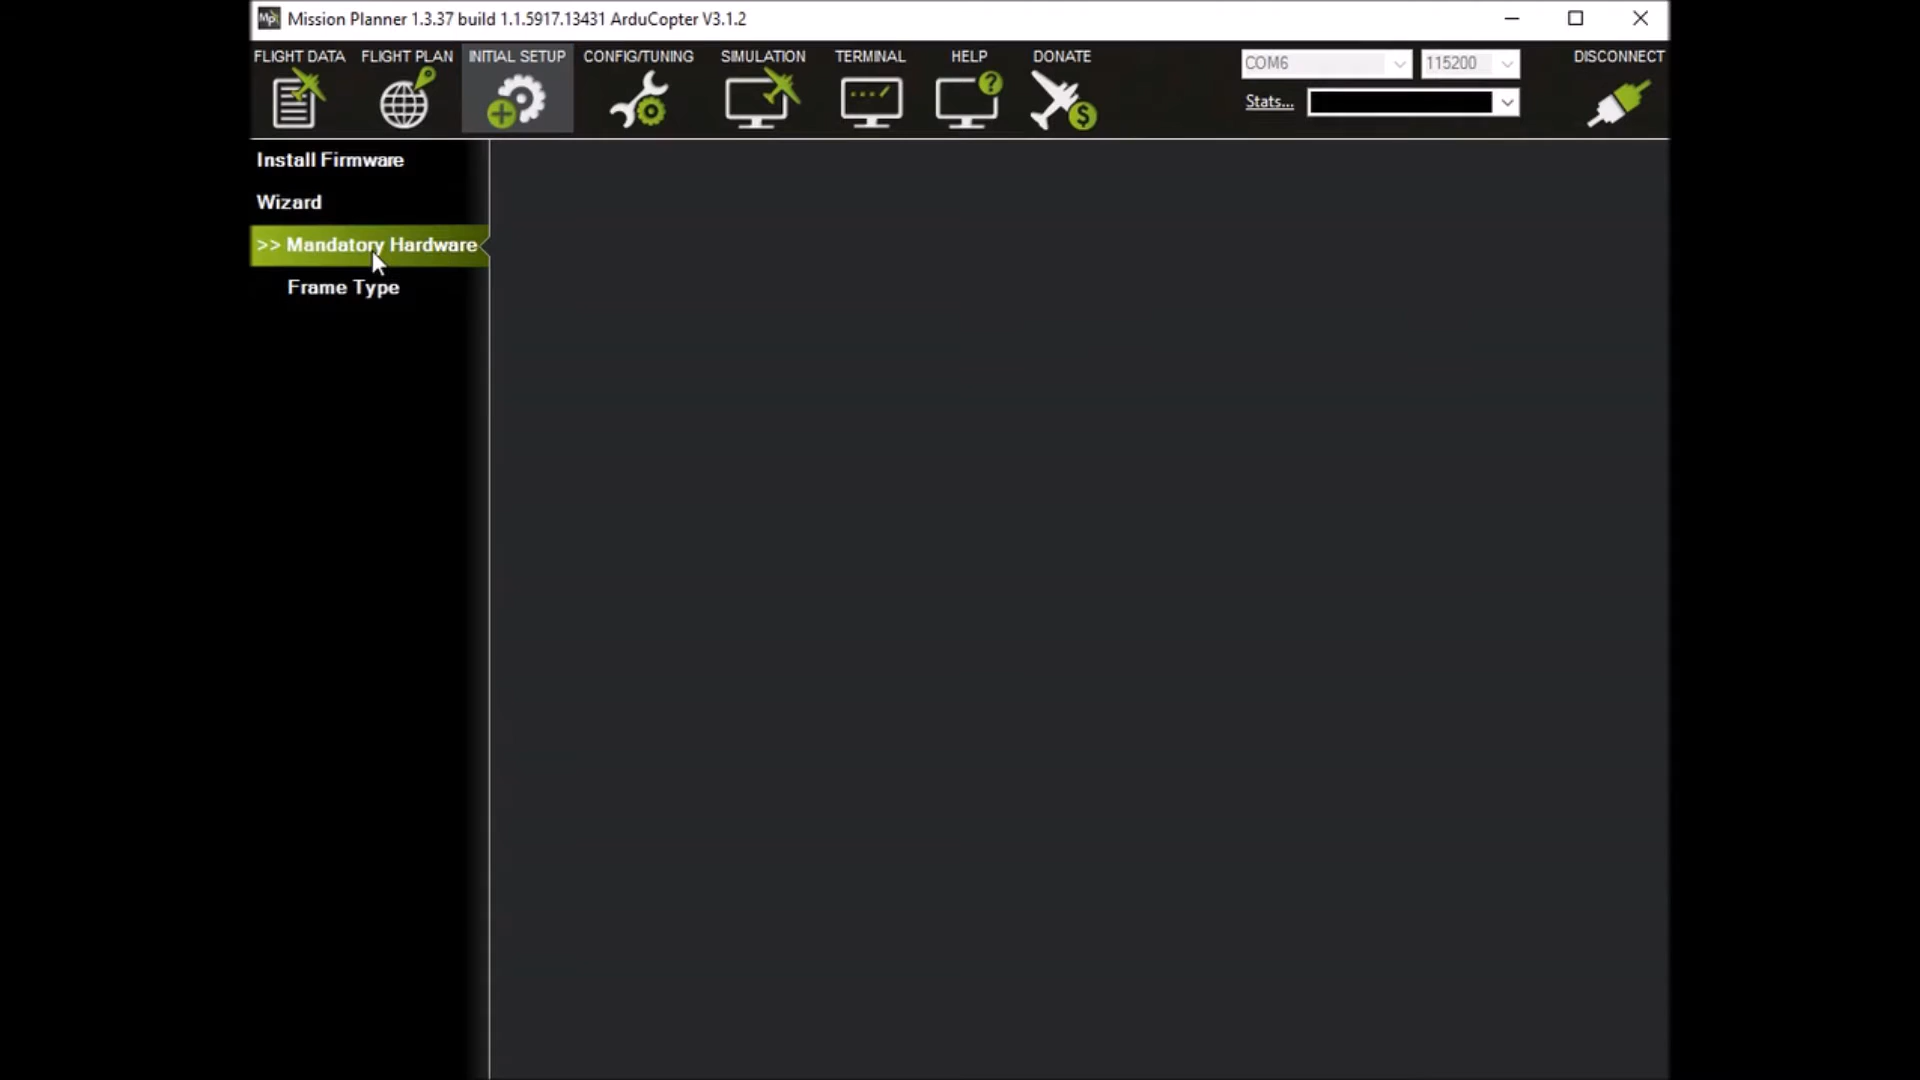 Mission Planner 1.3.37 build 1.1.5917.13431 ArduCopter V3.1.2
FLIGHT DATA FLIGHT PLAN INITIAL SETUP CONFIG/TUNING SIMULATION TERMINAL HELP DONATE COM6 115200 DISCONNECT
Stats...
Install Firmware
Wizard
>> Mandatory Hardware
Frame Type